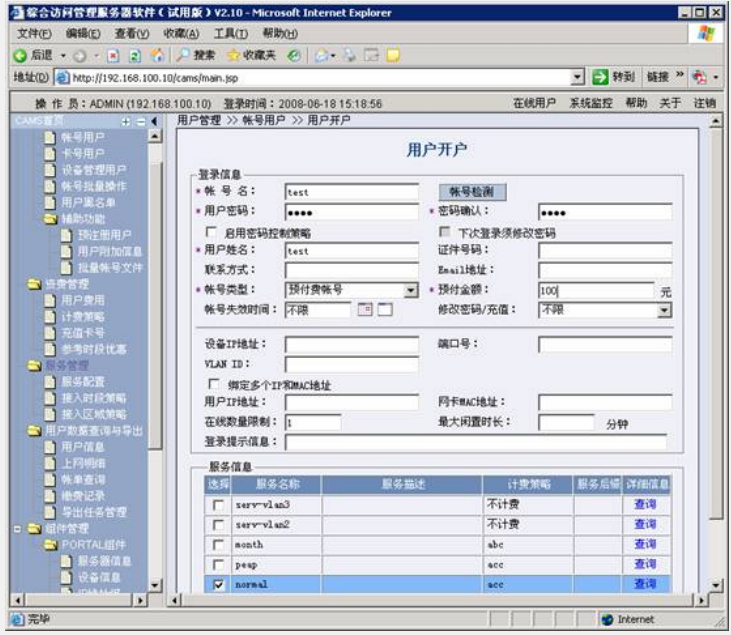 综合访问管理服务器软件（试用版）V2.10 - Microsoft Internet Explorer
文件(F) 编辑(E) 查看(V) 收藏(A) 工具(T) 帮助(H)
后退 搜索 收藏夹
地址(D) http://192.168.100.10/cams/main.jsp 转到 链接 »
操 作 员：ADMIN (192.168.100.10) 登录时间：2008-06-18 15:18:56 在线用户 系统监控 帮助 关于 注销
CAMS首页
帐号用户
卡号用户
设备管理用户
帐号批量操作
用户黑名单
辅助功能
预注册用户
用户附加信息
批量帐号文件
资费管理
用户费用
计费策略
充值卡号
参考时段优惠
服务管理
服务配置
接入时段策略
接入区域策略
用户数据查询与导出
用户信息
上网明细
帐单查询
缴费记录
导出任务管理
组件管理
PORTAL组件
服务器信息
设备信息
用户管理 >> 帐号用户 >> 用户开户
用户开户
登录信息
* 帐 号 名： test 帐号检测
* 用户密码： •••• * 密码确认： ••••
启用密码控制策略 下次登录须修改密码
* 用户姓名： test 证件号码：
联系方式： Email地址：
* 帐号类型： 预付费帐号 * 预付金额： 100 元
帐号失效时间： 不限 修改密码/充值： 不限
设备IP地址： 端口号：
VLAN ID：
绑定多个IP和MAC地址
用户IP地址： 网卡MAC地址：
在线数量限制： 1 最大闲置时长： 分钟
登录提示信息：
服务信息
选择 服务名称 服务描述 计费策略 服务后缀 详细信息
serv-vlan3 不计费 查询
serv-vlan2 不计费 查询
month abc 查询
peap acc 查询
normal acc 查询
完毕 Internet